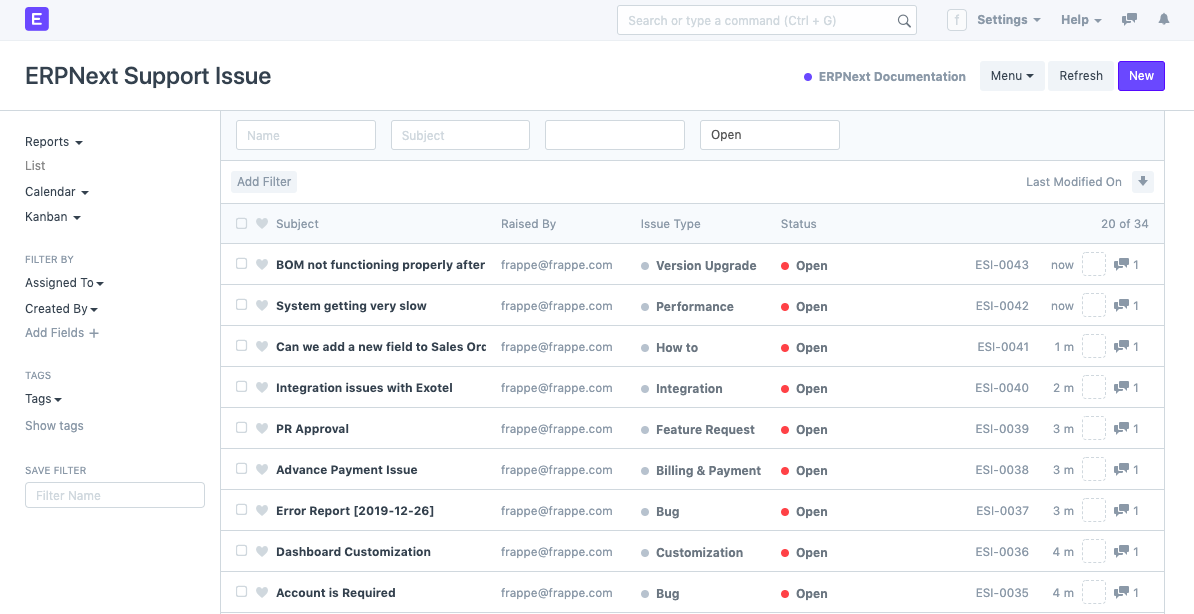 E
Search or type a command (Ctrl + G)
f
Settings
Help
ERPNext Support Issue
ERPNext Documentation
Menu
Refresh
New
Reports
List
Calendar
Kanban
FILTER BY
Assigned To
Created By
Add Fields
TAGS
Tags
Show tags
SAVE FILTER
Filter Name
Name
Subject
Open
Add Filter
Last Modified On
Subject Raised By Issue Type Status 20 of 34
BOM not functioning properly after frappe@frappe.com Version Upgrade Open ESI-0043 now 1
System getting very slow frappe@frappe.com Performance Open ESI-0042 now 1
Can we add a new field to Sales Ord frappe@frappe.com How to Open ESI-0041 1 m 1
Integration issues with Exotel frappe@frappe.com Integration Open ESI-0040 2 m 1
PR Approval frappe@frappe.com Feature Request Open ESI-0039 3 m 1
Advance Payment Issue frappe@frappe.com Billing & Payment Open ESI-0038 3 m 1
Error Report [2019-12-26] frappe@frappe.com Bug Open ESI-0037 3 m 1
Dashboard Customization frappe@frappe.com Customization Open ESI-0036 4 m 1
Account is Required frappe@frappe.com Bug Open ESI-0035 4 m 1